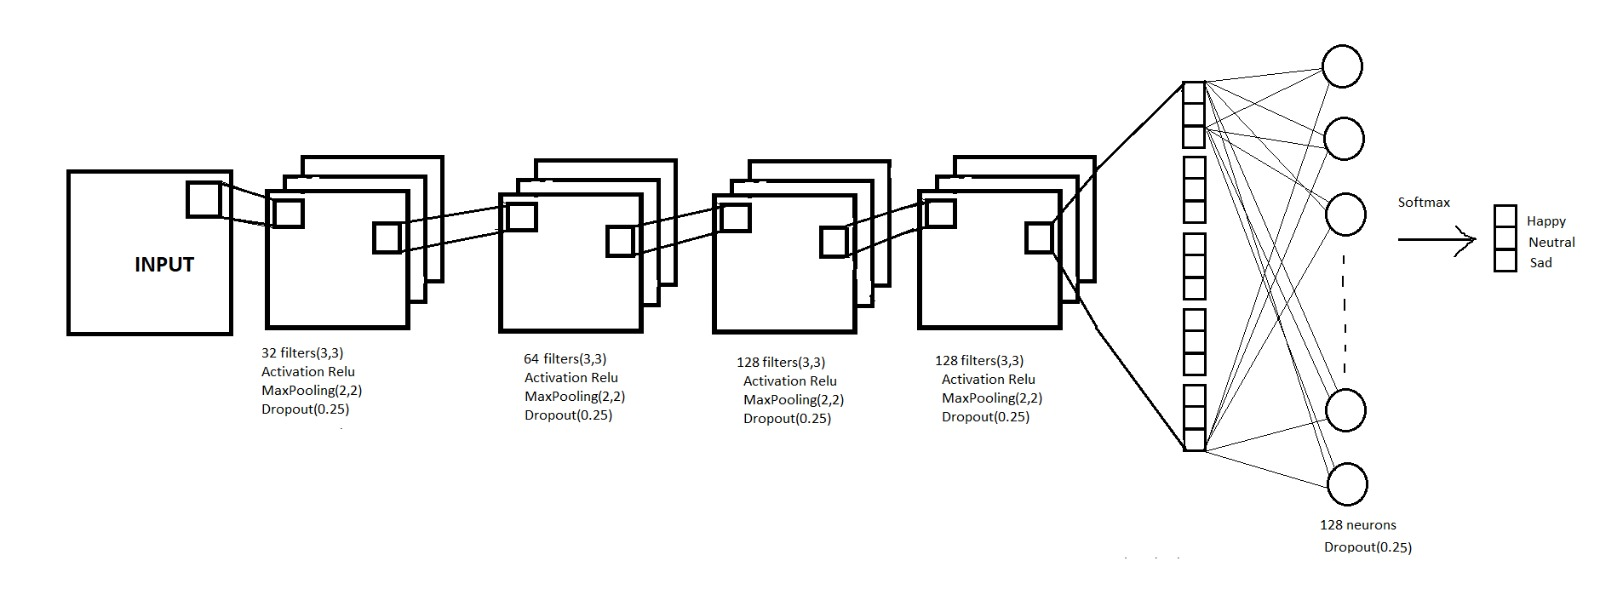 INPUT
32 filters(3,3)
Activation Relu
MaxPooling(2,2)
Dropout(0.25)
64 filters(3,3)
Activation Relu
MaxPooling(2,2)
Dropout(0.25)
128 filters(3,3)
Activation Relu
MaxPooling(2,2)
Dropout(0.25)
128 filters(3,3)
Activation Relu
MaxPooling(2,2)
Dropout(0.25)
128 neurons
Dropout(0.25)
Softmax
Happy
Neutral
Sad